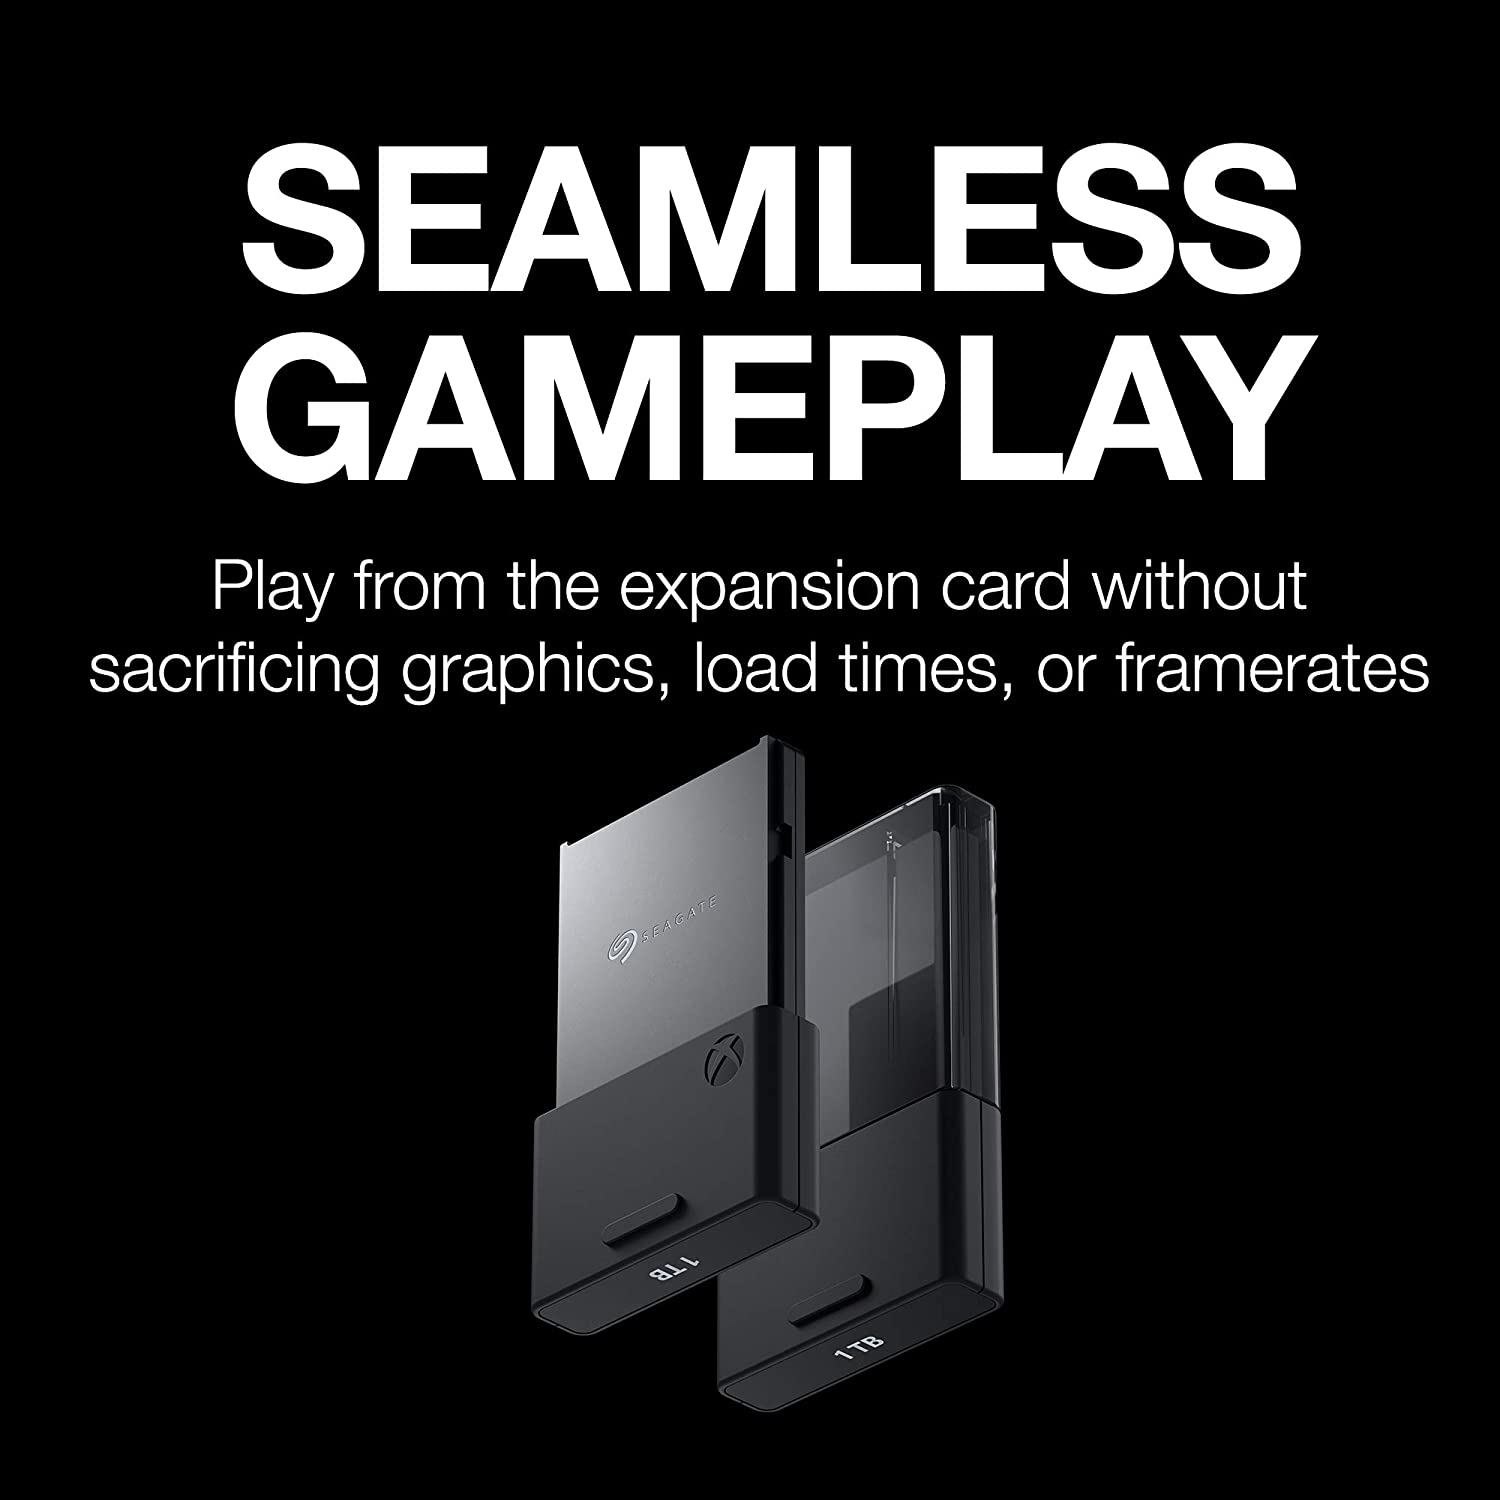 SEAMLESS
GAMEPLAY
Play from the expansion card without
sacrificing graphics, load times, or framerates
SEAGATE
1TB
1TB